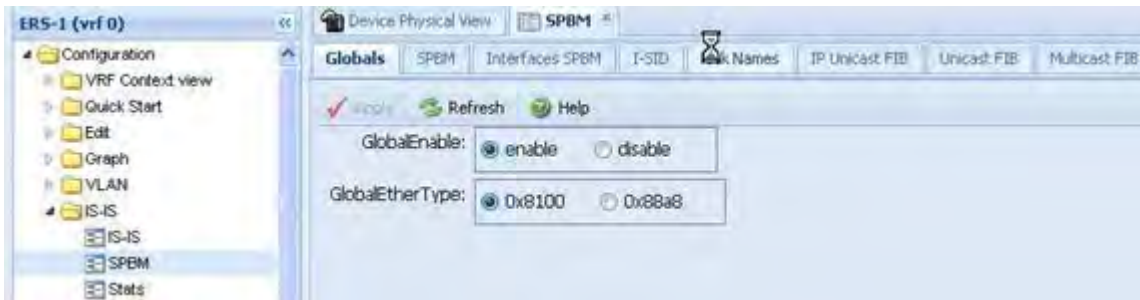 ERS-1 (vrf 0)
Configuration
VRF Context view
Quick Start
Edit
Graph
VLAN
IS-IS
IS-IS
SPBM
Stats
Device Physical View
SPBM
Globals
SPBM
Interfaces SPBM
I-SID
Names
IP Unicast FIB
Unicast FIB
Multicast FIB
Apply
Refresh
Help
GlobalEnable:
enable
disable
GlobalEtherType:
0x8100
0x88a8